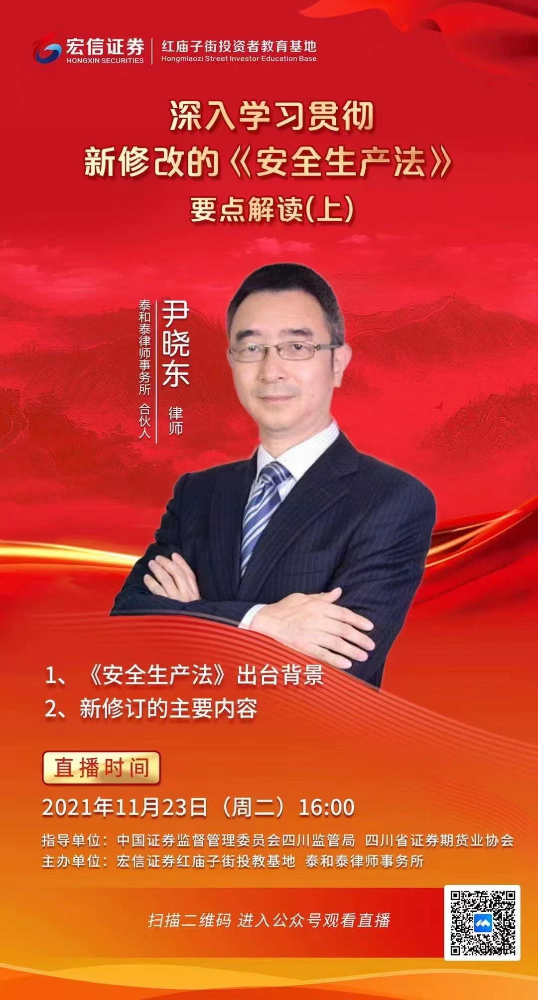 宏信证券
HONGXIN SECURITIES
红庙子街投资者教育基地
Hongmiaozi Street Investor Education Base
深入学习贯彻
新修改的《安全生产法》
要点解读(上)
尹晓东 律师
泰和泰律师事务所 合伙人
1、《安全生产法》出台背景
2、新修订的主要内容
直播时间
2021年11月23日（周二）16:00
指导单位：中国证券监督管理委员会四川监管局 四川省证券期货业协会
主办单位：宏信证券红庙子街投教基地 泰和泰律师事务所
扫描二维码 进入公众号观看直播